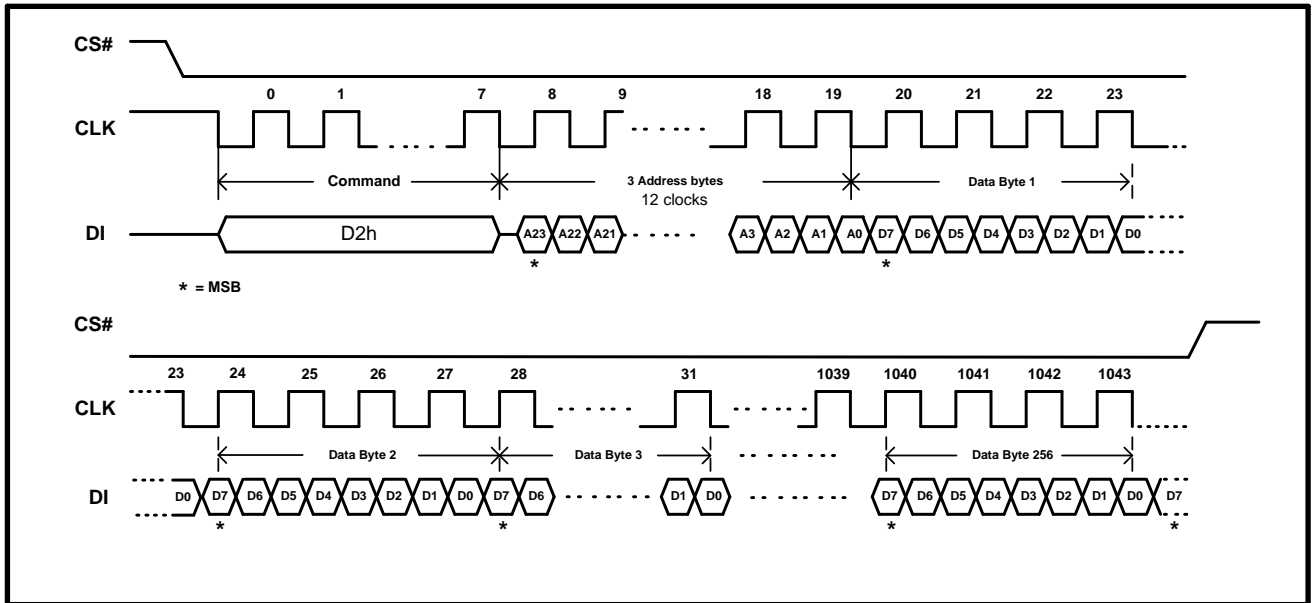 CS#
0 1 7 8 9 18 19 20 21 22 23
CLK
Command 3 Address bytes Data Byte 1
12 clocks
DI D2h A23 A22 A21 A3 A2 A1 A0 D7 D6 D5 D4 D3 D2 D1 D0
* *
* = MSB
CS#
23 24 25 26 27 28 31 1039 1040 1041 1042 1043
CLK
Data Byte 2 Data Byte 3 Data Byte 256
DI D0 D7 D6 D5 D4 D3 D2 D1 D0 D7 D6 D1 D0 D7 D6 D5 D4 D3 D2 D1 D0 D7
* * * *